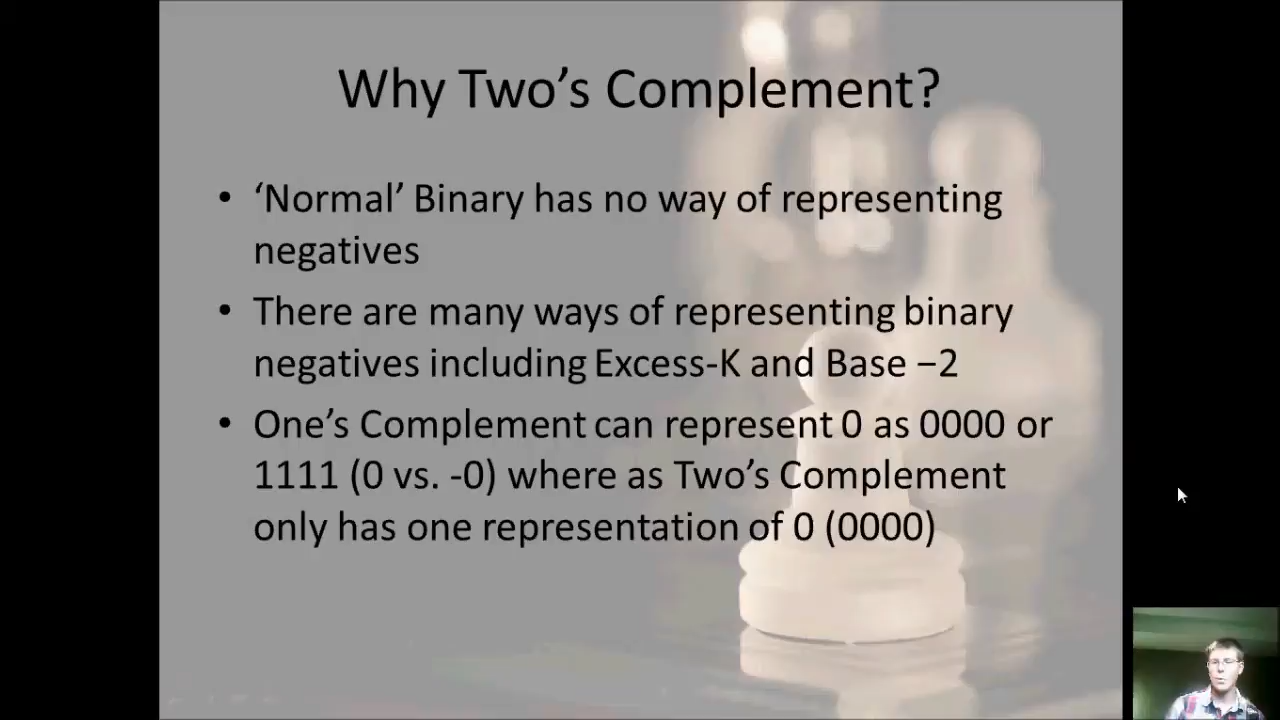 Why Two’s Complement?
• ‘Normal’ Binary has no way of representing
negatives
• There are many ways of representing binary
negatives including Excess-K and Base −2
• One’s Complement can represent 0 as 0000 or
1111 (0 vs. -0) where as Two’s Complement
only has one representation of 0 (0000)